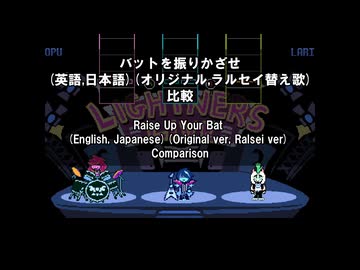 OPU
LARI
バットを振りかざせ
(英語,日本語) (オリジナル,ラルセイ替え歌)
比較
LIGHTNER'S
Raise Up Your Bat
(English, Japanese) (Original ver, Ralsei ver)
Comparison